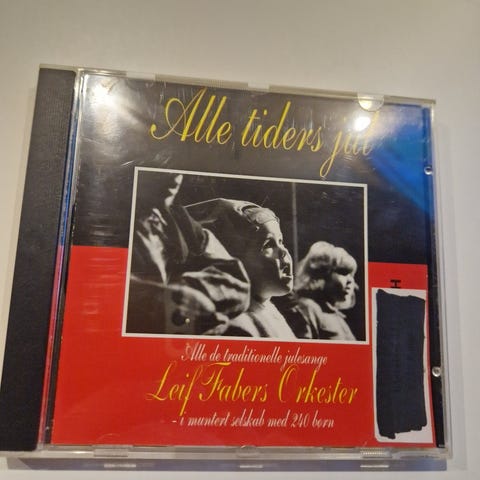 Alle tiders jul
Alle de traditionelle julesange
Leif Fabers Orkester
- i muntert selskab med 240 børn
H